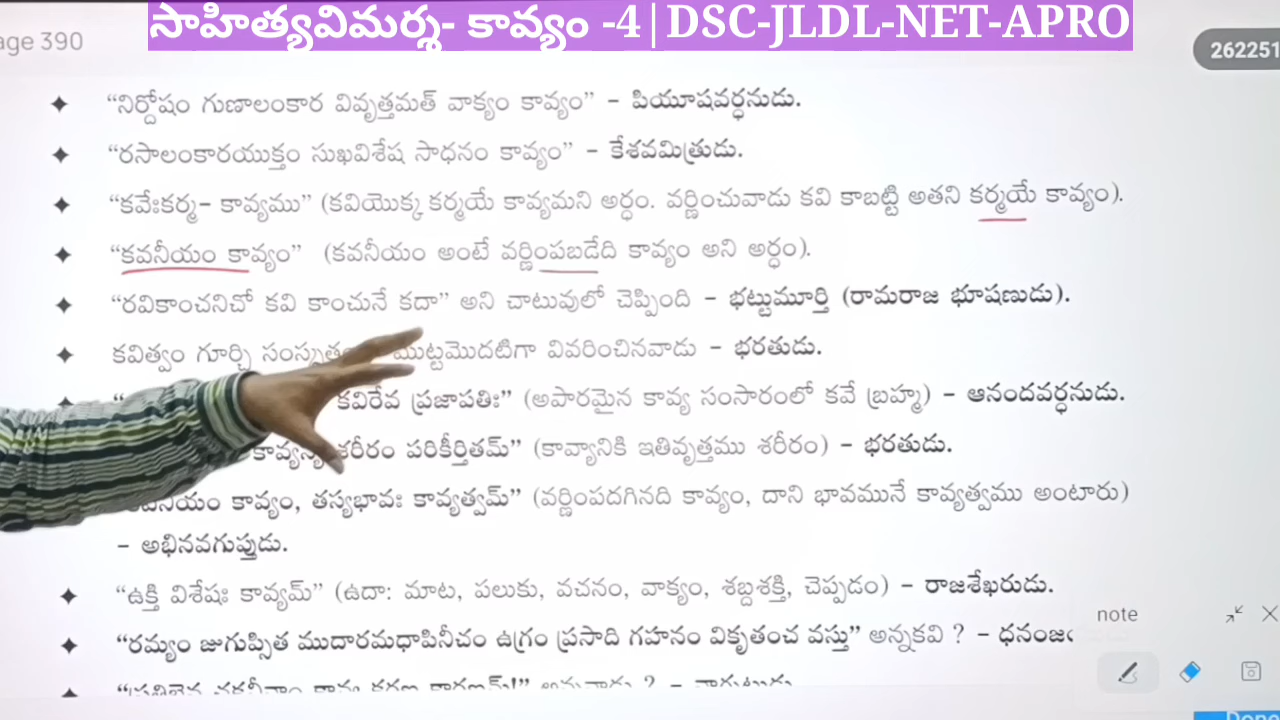 సాహిత్యవిమర్శ- కావ్యం -4|DSC-JLDL-NET-APRO
age 390
262251
✦ “నిర్దోషం గుణాలంకార వివృత్తమత్ వాక్యం కావ్యం” – పియూషవర్ధనుడు.
✦ “రసాలంకారయుక్తం సుఖవిశేష సాధనం కావ్యం” – కేశవమిత్రుడు.
✦ “కవేఃకర్మ– కావ్యము” (కవియొక్క కర్మయే కావ్యమని అర్ధం. వర్ణించువాడు కవి కాబట్టి అతని కర్మయే కావ్యం).
✦ “కవనీయం కావ్యం” (కవనీయం అంటే వర్ణింపబడేది కావ్యం అని అర్ధం).
✦ “రవికాంచనిచో కవి కాంచునే కదా” అని చాటువులో చెప్పింది – భట్టుమూర్తి (రామరాజ భూషణుడు).
కవిత్వం గూర్చి ముట్టమొదటిగా వివరించినవాడు – భరతుడు.
కవిరేవ ప్రజాపతిః” (అపారమైన కావ్య సంసారంలో కవే బ్రహ్మ) – ఆనందవర్ధనుడు.
శరీరం పరికీర్తితమ్” (కావ్యానికి ఇతివృత్తము శరీరం) – భరతుడు.
కావ్యం, తస్యభావః కావ్యత్వమ్” (వర్ణింపదగినది కావ్యం, దాని భావమునే కావ్యత్వము అంటారు)
– అభినవగుప్తుడు.
✦ “ఉక్తి విశేషః కావ్యమ్” (ఉదా: మాట, పలుకు, వచనం, వాక్యం, శబ్దశక్తి, చెప్పడం) – రాజశేఖరుడు.
✦ “రమ్యం జుగుప్సిత ముదారమధాపినీచం ఉగ్రం ప్రసాది గహనం వికృతంచ వస్తు” అన్నకవి ? –
note
Done